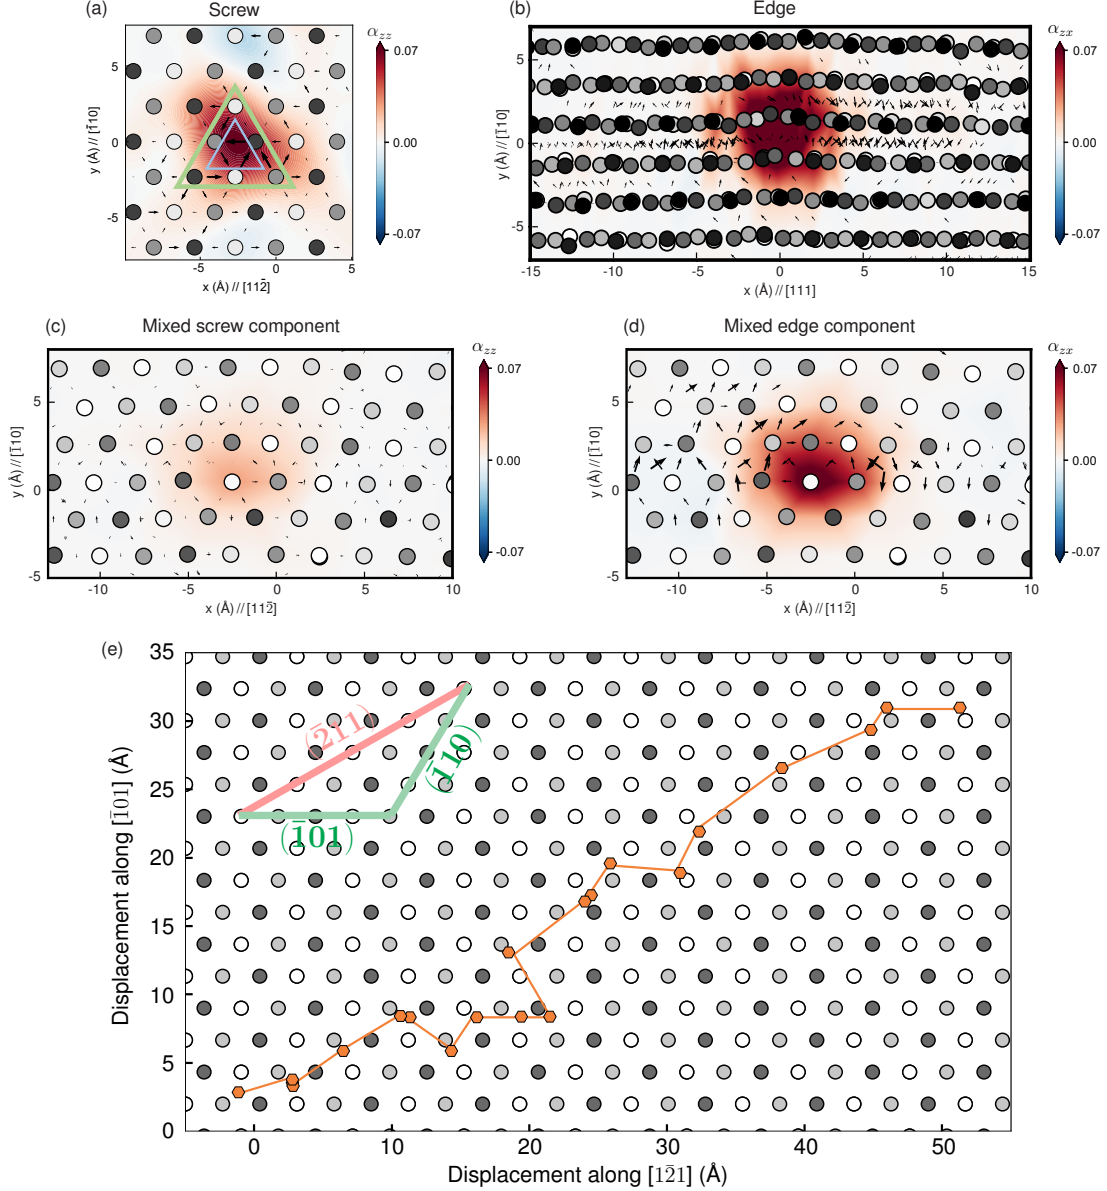 (a) Screw
α_zz
0.07
0.00
-0.07
y (Å) // [1̄10]
5
0
-5
-5 0 5
x (Å) // [112̄]
(b) Edge
α_zx
0.07
0.00
-0.07
y (Å) // [1̄10]
5
0
-5
-15 -10 -5 0 5 10 15
x (Å) // [111]
(c) Mixed screw component
α_zz
0.07
0.00
-0.07
y (Å) // [1̄10]
5
0
-5
-10 -5 0 5 10
x (Å) // [112̄]
(d) Mixed edge component
α_zx
0.07
0.00
-0.07
y (Å) // [1̄10]
5
0
-5
-10 -5 0 5 10
x (Å) // [112̄]
(e)
Displacement along [1̄01] (Å)
35
30
25
20
15
10
5
0
(2̄11)
(1̄10)
(1̄01)
0 10 20 30 40 50
Displacement along [12̄1] (Å)